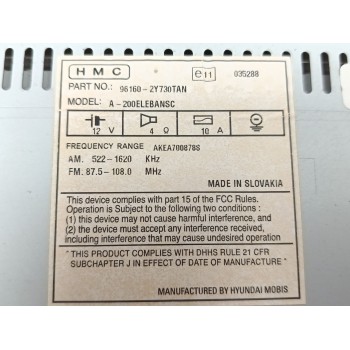 HMC
e11 035288
PART NO.: 96160-2Y730TAN
MODEL: A-200ELEBANSC
12 V 4 Ω 10 A
FREQUENCY RANGE AKEA7008788
AM. 522-1620 KHz
FM. 87.5-108.0 MHz
MADE IN SLOVAKIA
This device complies with part 15 of the FCC Rules.
Operation is Subject to the following two conditions:
(1) this device may not cause harmful interference, and
(2) the device must accept any interference received,
including interference that may cause undesired
operation.
" THIS PRODUCT COMPLIES WITH DHHS RULE 21 CFR
SUBCHAPTER J IN EFFECT OF DATE OF MANUFACTURE "
MANUFACTURED BY HYUNDAI MOBIS